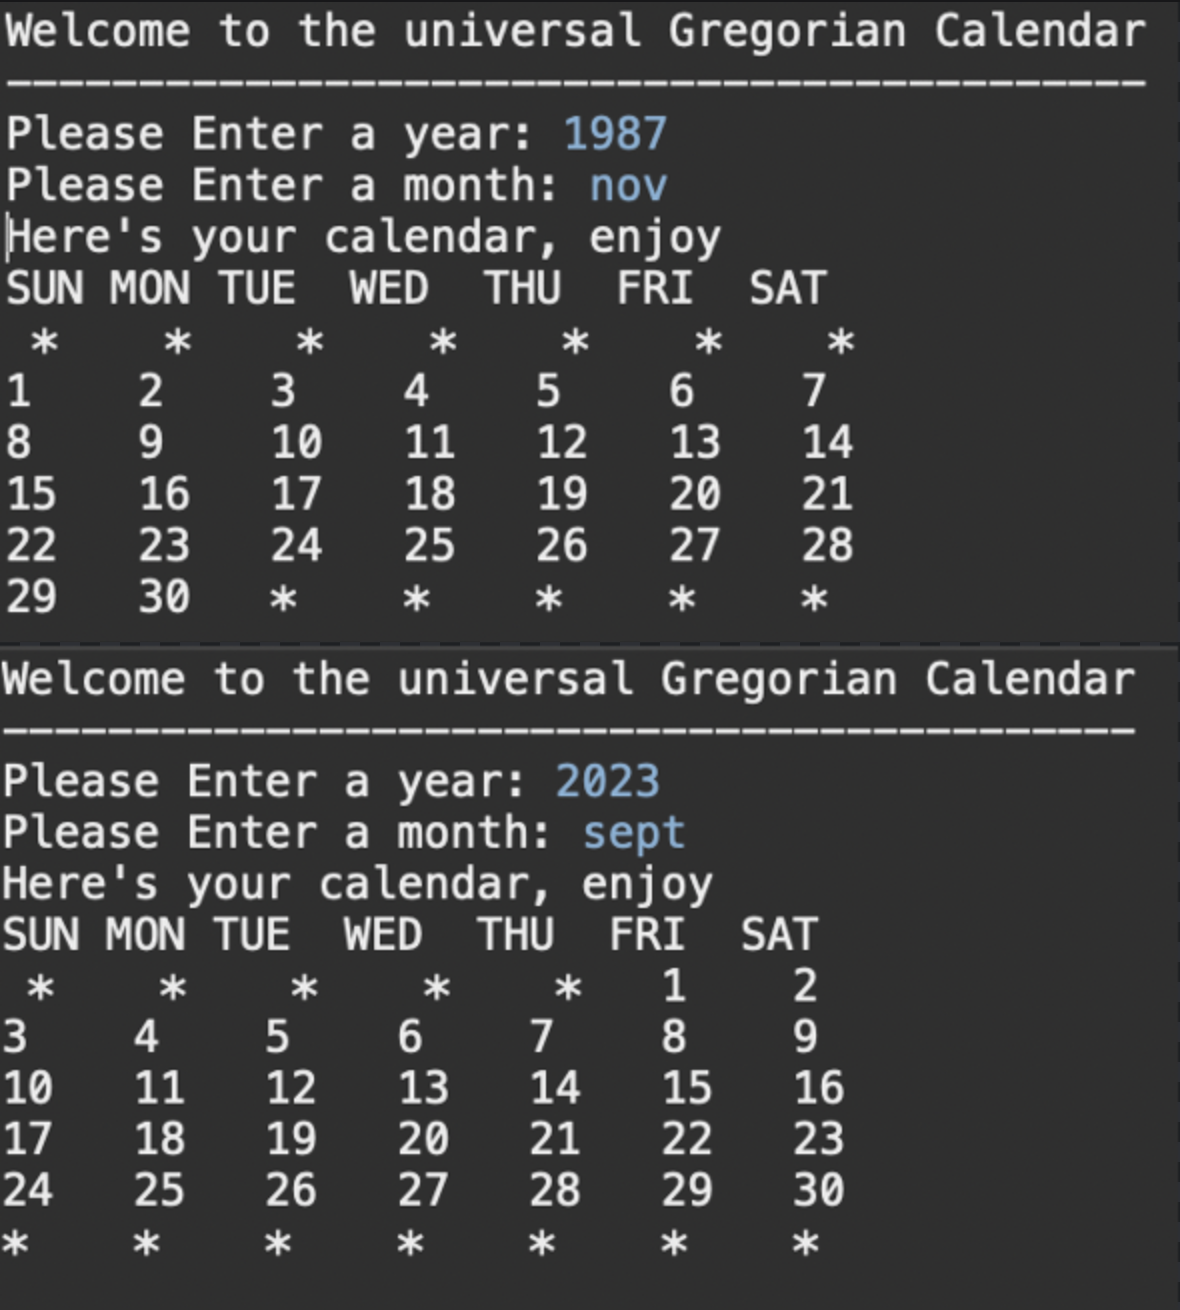 Welcome to the universal Gregorian Calendar
-------------------------------------------
Please Enter a year: 1987
Please Enter a month: nov
Here's your calendar, enjoy
SUN MON TUE  WED  THU  FRI  SAT
 *    *    *    *    *    *    *
1    2    3    4    5    6    7
8    9    10   11   12   13   14
15   16   17   18   19   20   21
22   23   24   25   26   27   28
29   30   *    *    *    *    *
Welcome to the universal Gregorian Calendar
-------------------------------------------
Please Enter a year: 2023
Please Enter a month: sept
Here's your calendar, enjoy
SUN MON TUE  WED  THU  FRI  SAT
 *    *    *    *    *   1    2
3    4    5    6    7    8    9
10   11   12   13   14   15   16
17   18   19   20   21   22   23
24   25   26   27   28   29   30
*    *    *    *    *    *    *